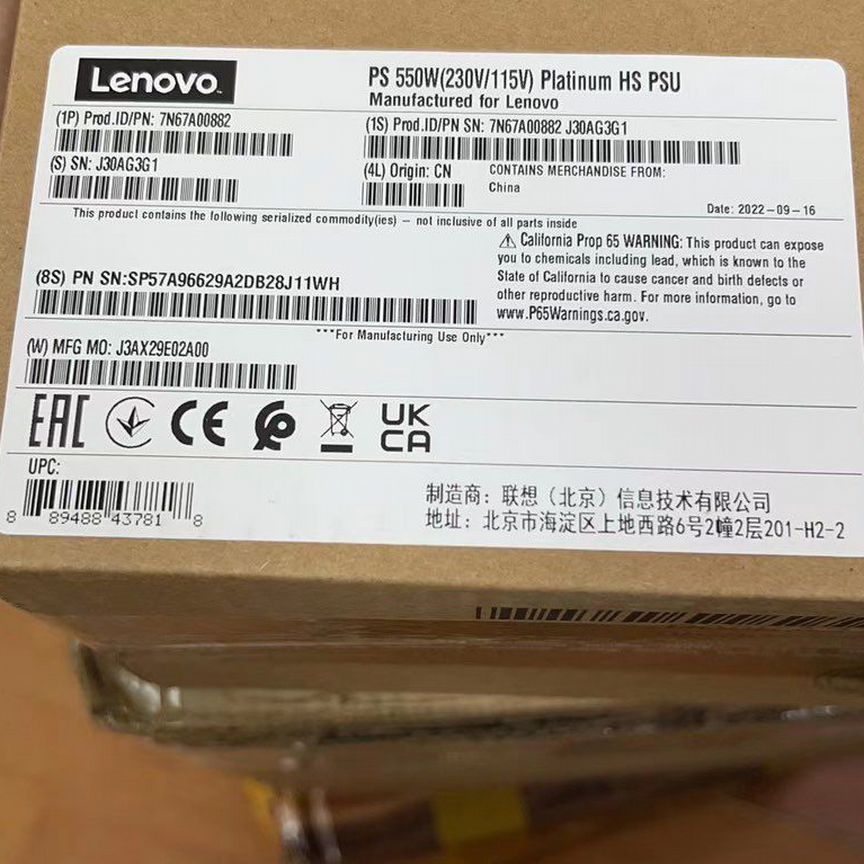 Lenovo
PS 550W(230V/115V) Platinum HS PSU
Manufactured for Lenovo
(1P) Prod.ID/PN: 7N67A00882
(1S) Prod.ID/PN SN: 7N67A00882 J30AG3G1
(S) SN: J30AG3G1
(4L) Origin: CN
CONTAINS MERCHANDISE FROM:
China
Date: 2022-09-16
This product contains the following serialized commodity(ies) — not inclusive of all parts inside
⚠ California Prop 65 WARNING: This product can expose
you to chemicals including lead, which is known to the
State of California to cause cancer and birth defects or
other reproductive harm. For more information, go to
www.P65Warnings.ca.gov.
(8S) PN SN:SP57A96629A2DB28J11WH
***For Manufacturing Use Only***
(W) MFG MO: J3AX29E02A00
EAC CE UKCA
UPC:
8 89488 43781 8
制造商：联想（北京）信息技术有限公司
地址：北京市海淀区上地西路6号2幢2层201-H2-2